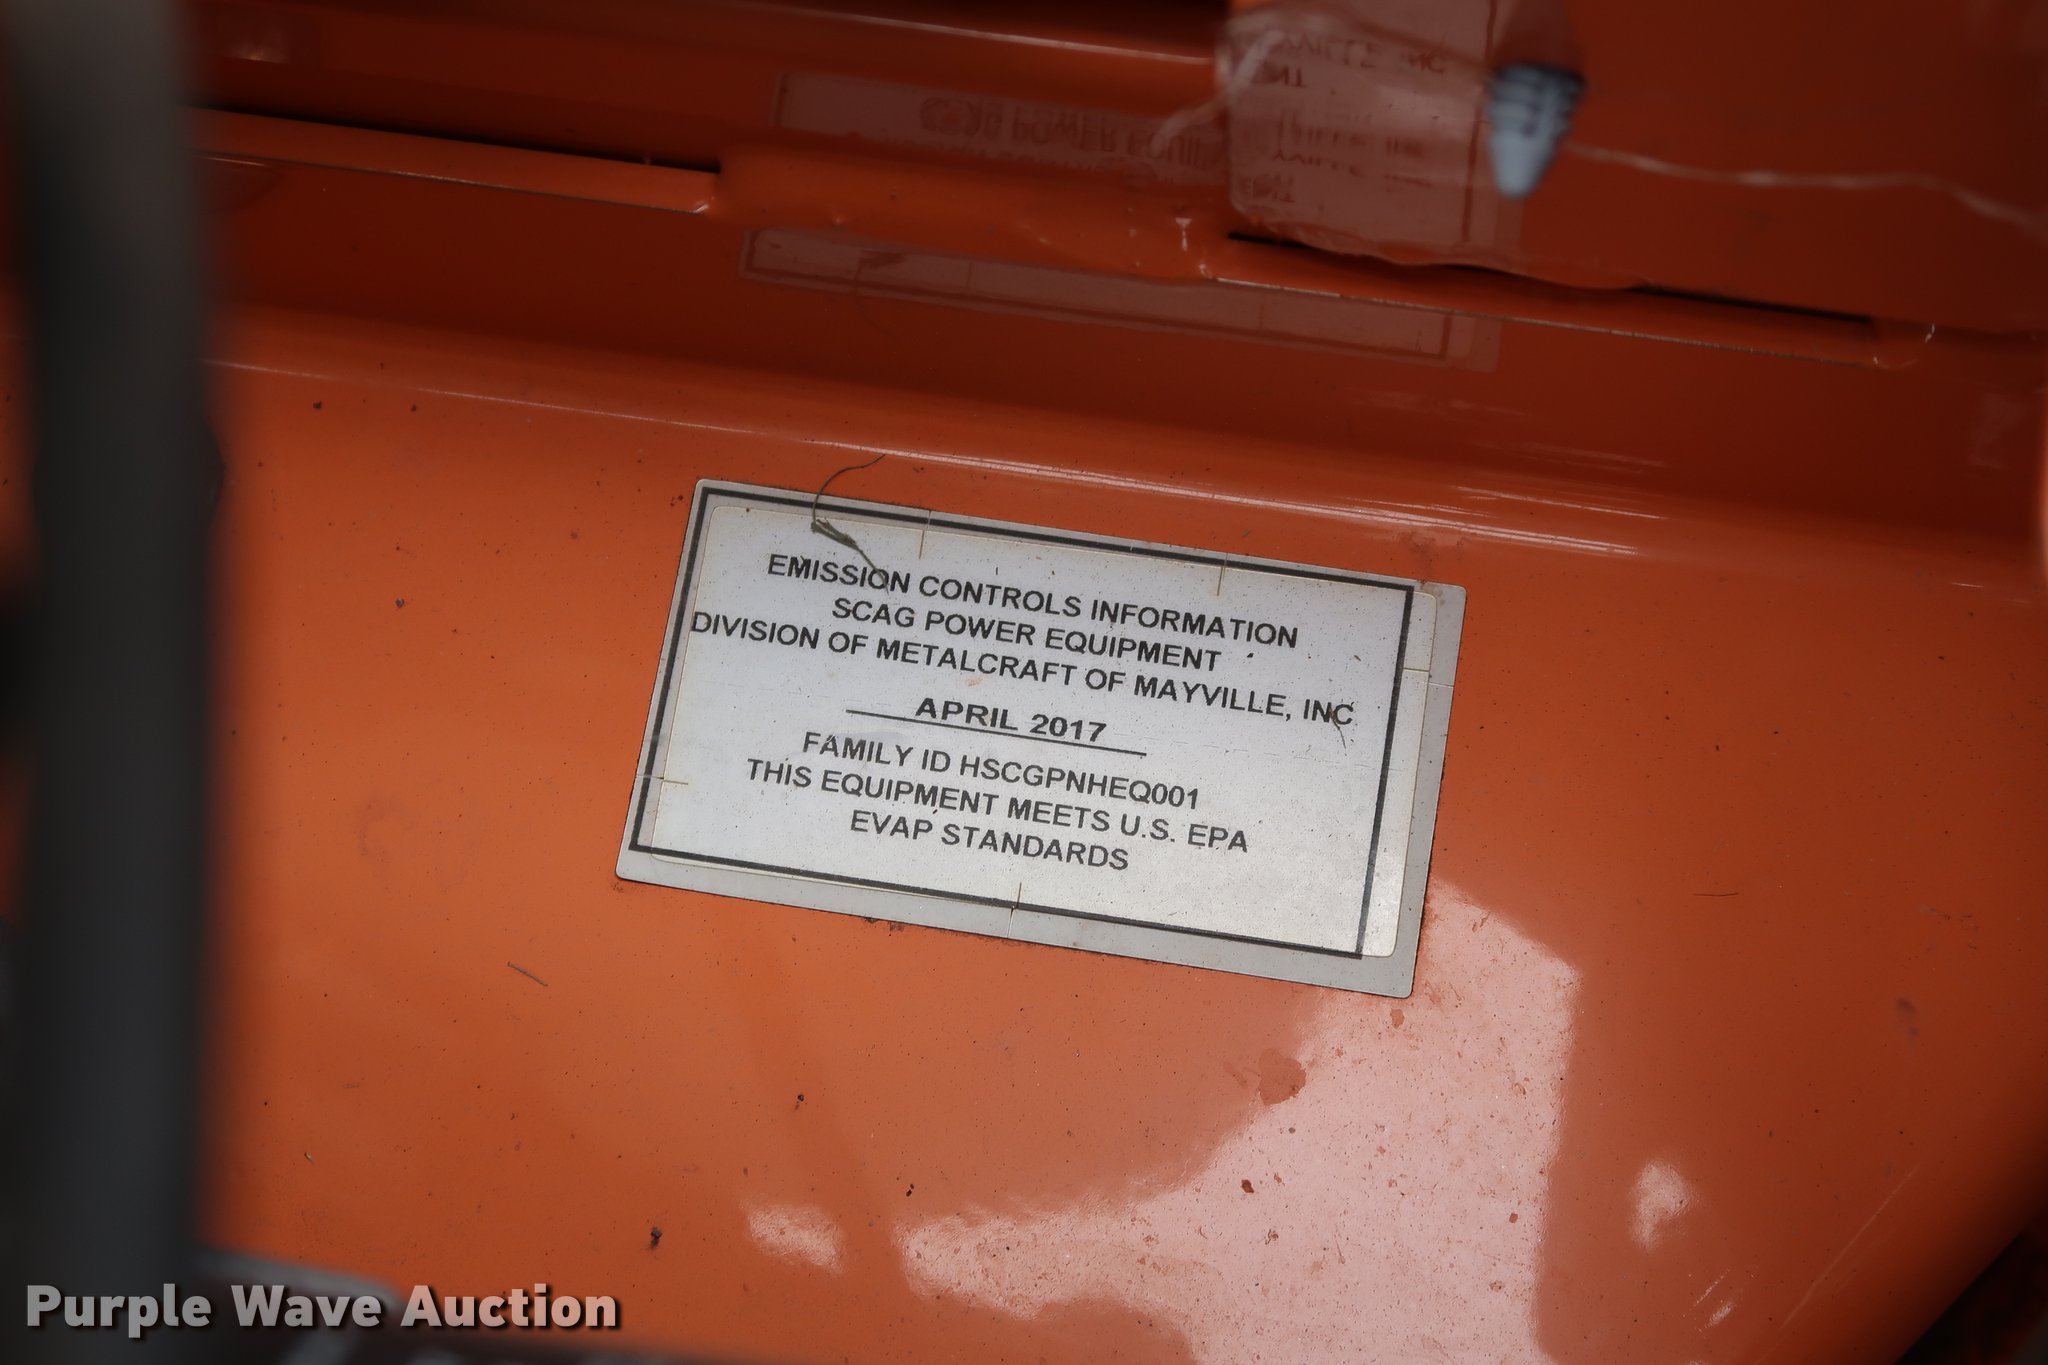 EMISSION CONTROLS INFORMATION
SCAG POWER EQUIPMENT
DIVISION OF METALCRAFT OF MAYVILLE, INC
APRIL 2017
FAMILY ID HSCGPNHEQ001
THIS EQUIPMENT MEETS U.S. EPA
EVAP STANDARDS
Purple Wave Auction